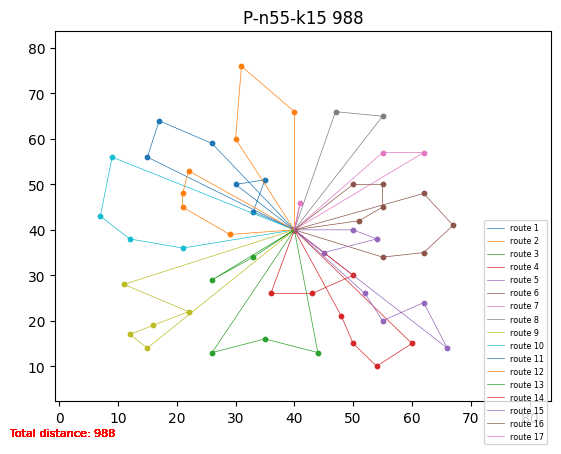 P-n55-k15 988
80
70
60
50
40
30
20
10
0 10 20 30 40 50 60 70 80
route 1
route 2
route 3
route 4
route 5
route 6
route 7
route 8
route 9
route 10
route 11
route 12
route 13
route 14
route 15
route 16
route 17
Total distance: